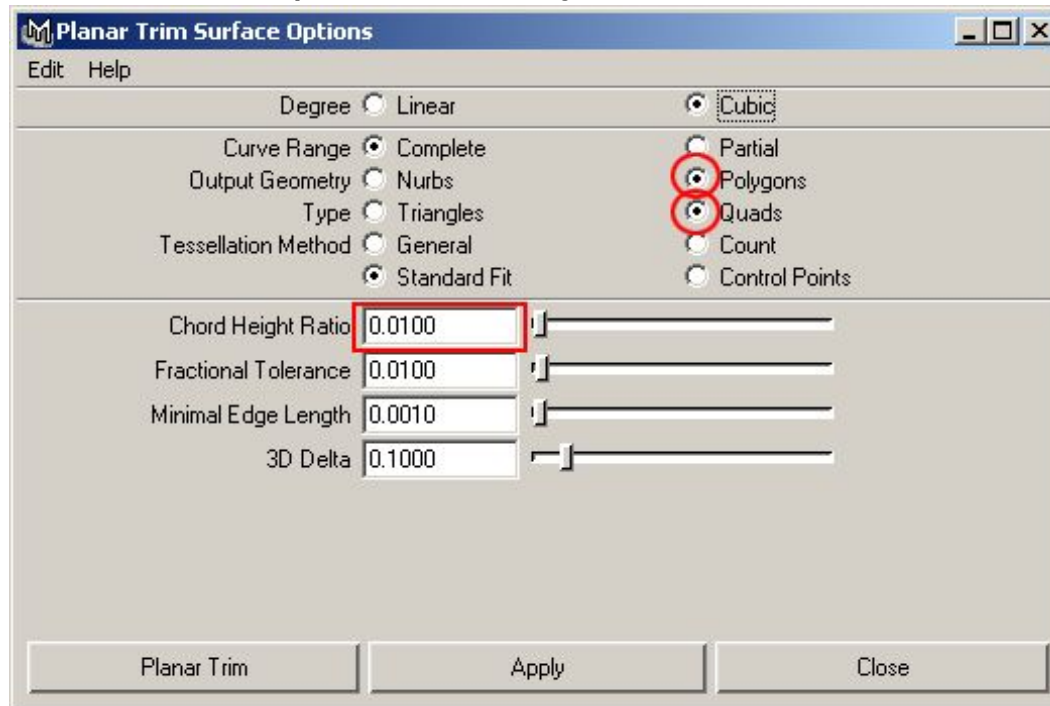 Planar Trim Surface Options
Edit Help
Degree Linear Cubic
Curve Range Complete Partial
Output Geometry Nurbs Polygons
Type Triangles Quads
Tessellation Method General Count
Standard Fit Control Points
Chord Height Ratio 0.0100
Fractional Tolerance 0.0100
Minimal Edge Length 0.0010
3D Delta 0.1000
Planar Trim Apply Close